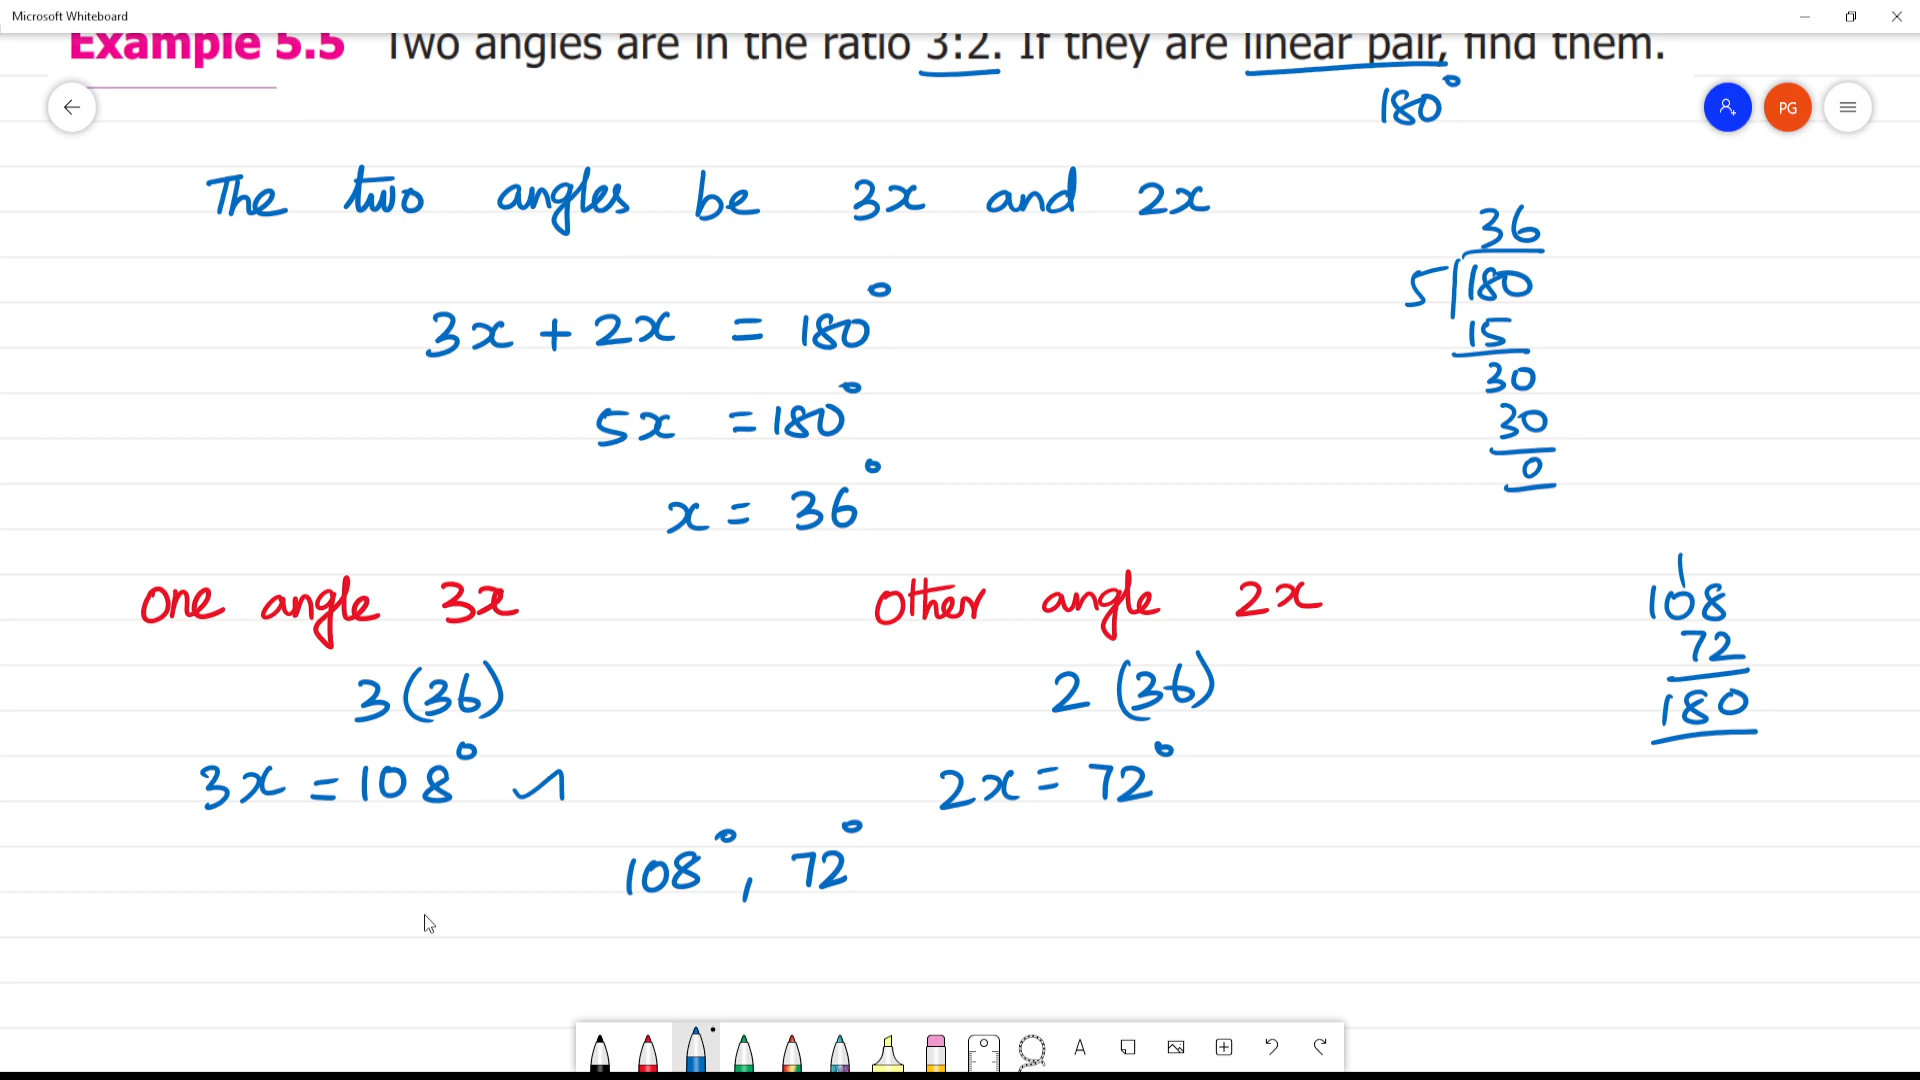 Microsoft Whiteboard
Example 5.5 Two angles are in the ratio 3:2. If they are linear pair, find them.
180°
PG
The two angles be 3x and 2x
3x + 2x = 180°
5x = 180°
x = 36°
36
5 180
15
30
30
0
One angle 3x
3 (36)
3x = 108°
Other angle 2x
2 (36)
2x = 72°
1
108
72
180
108°, 72°
A